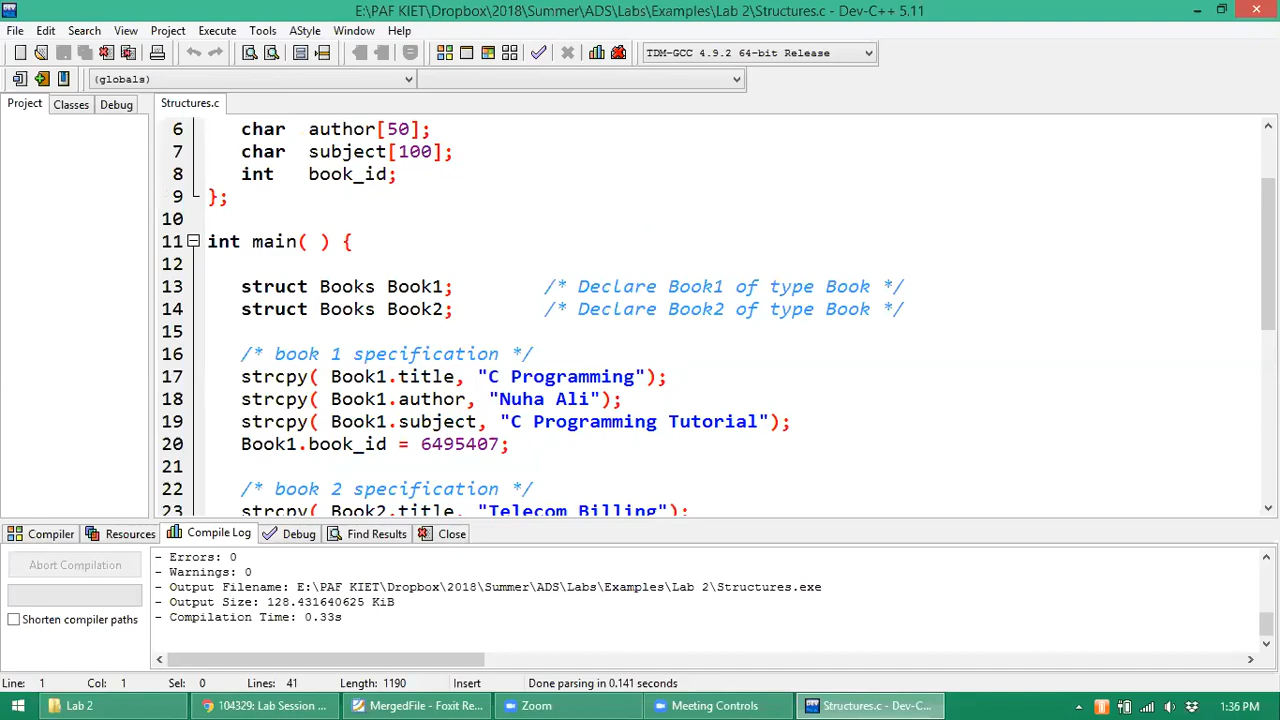 E:\PAF KIET\Dropbox\2018\Summer\ADS\Labs\Examples\Lab 2\Structures.c - Dev-C++ 5.11
File Edit Search View Project Execute Tools AStyle Window Help
TDM-GCC 4.9.2 64-bit Release
(globals)
Project Classes Debug Structures.c
6 char author[50];
7 char subject[100];
8 int book_id;
9 };
10
11 int main( ) {
12
13 struct Books Book1; /* Declare Book1 of type Book */
14 struct Books Book2; /* Declare Book2 of type Book */
15
16 /* book 1 specification */
17 strcpy( Book1.title, "C Programming");
18 strcpy( Book1.author, "Nuha Ali");
19 strcpy( Book1.subject, "C Programming Tutorial");
20 Book1.book_id = 6495407;
21
22 /* book 2 specification */
23 strcpy( Book2.title, "Telecom Billing");
Compiler Resources Compile Log Debug Find Results Close
Abort Compilation
Shorten compiler paths
- Errors: 0
- Warnings: 0
- Output Filename: E:\PAF KIET\Dropbox\2018\Summer\ADS\Labs\Examples\Lab 2\Structures.exe
- Output Size: 128.431640625 KiB
- Compilation Time: 0.33s
Line: 1 Col: 1 Sel: 0 Lines: 41 Length: 1190 Insert Done parsing in 0.141 seconds
Lab 2 104329: Lab Session ... MergedFile - Foxit Re... Zoom Meeting Controls Structures.c - Dev-C... 1:36 PM